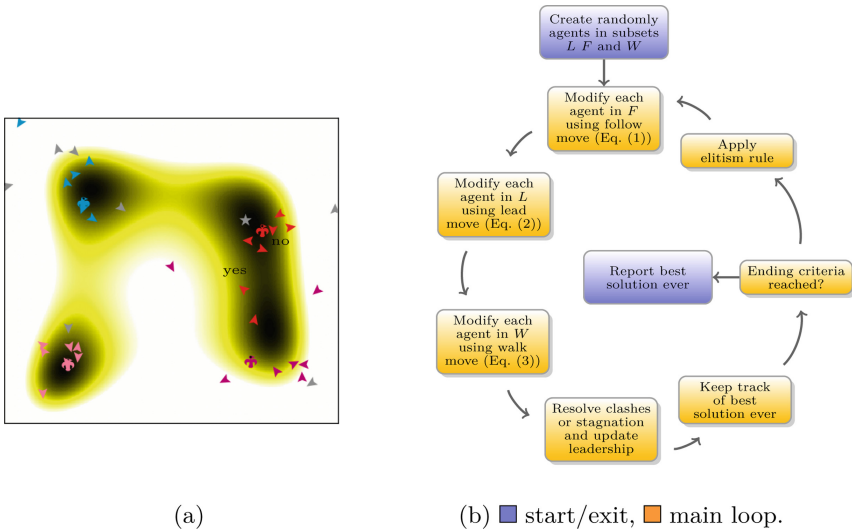 no
yes
(a)
Create randomly
agents in subsets
L F and W
Modify each
agent in F
using follow
move (Eq. (1))
Modify each
agent in L
using lead
move (Eq. (2))
Modify each
agent in W
using walk
move (Eq. (3))
Resolve clashes
or stagnation
and update
leadership
Keep track
of best
solution ever
Ending criteria
reached?
Report best
solution ever
Apply
elitism rule
(b) start/exit, main loop.